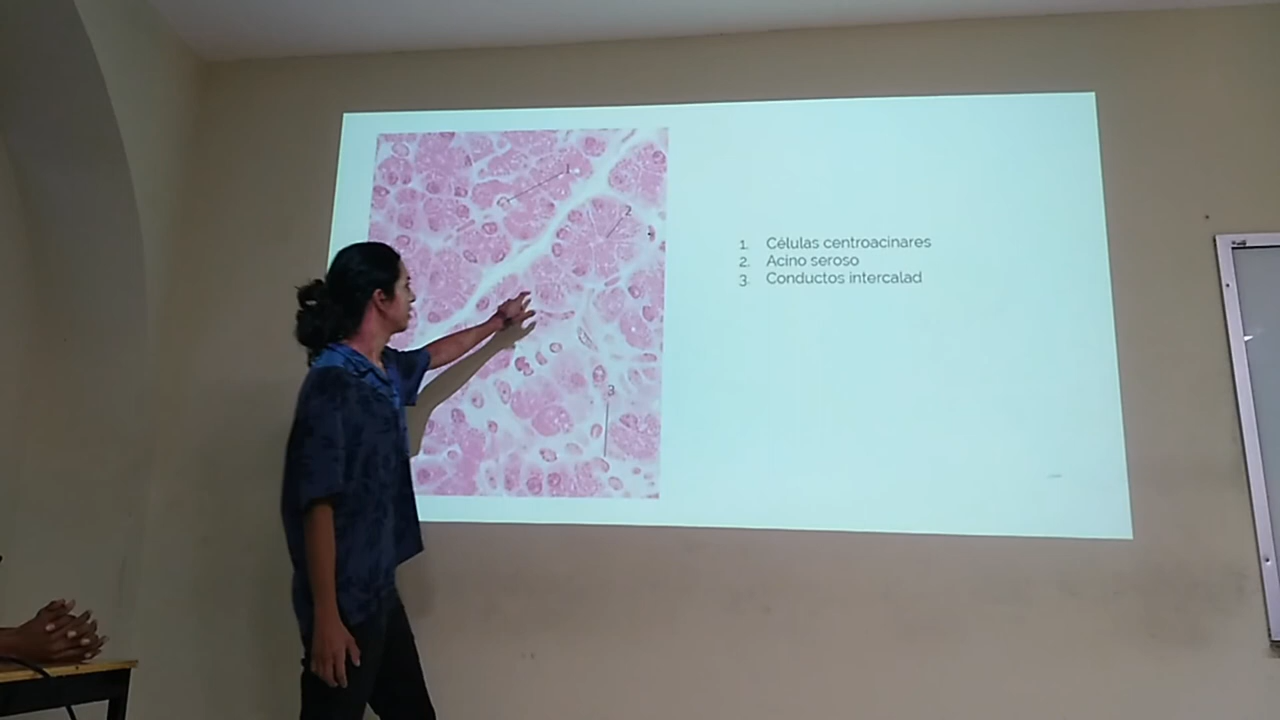 1
2
3
1. Células centroacinares
2. Acino seroso
3. Conductos intercalad